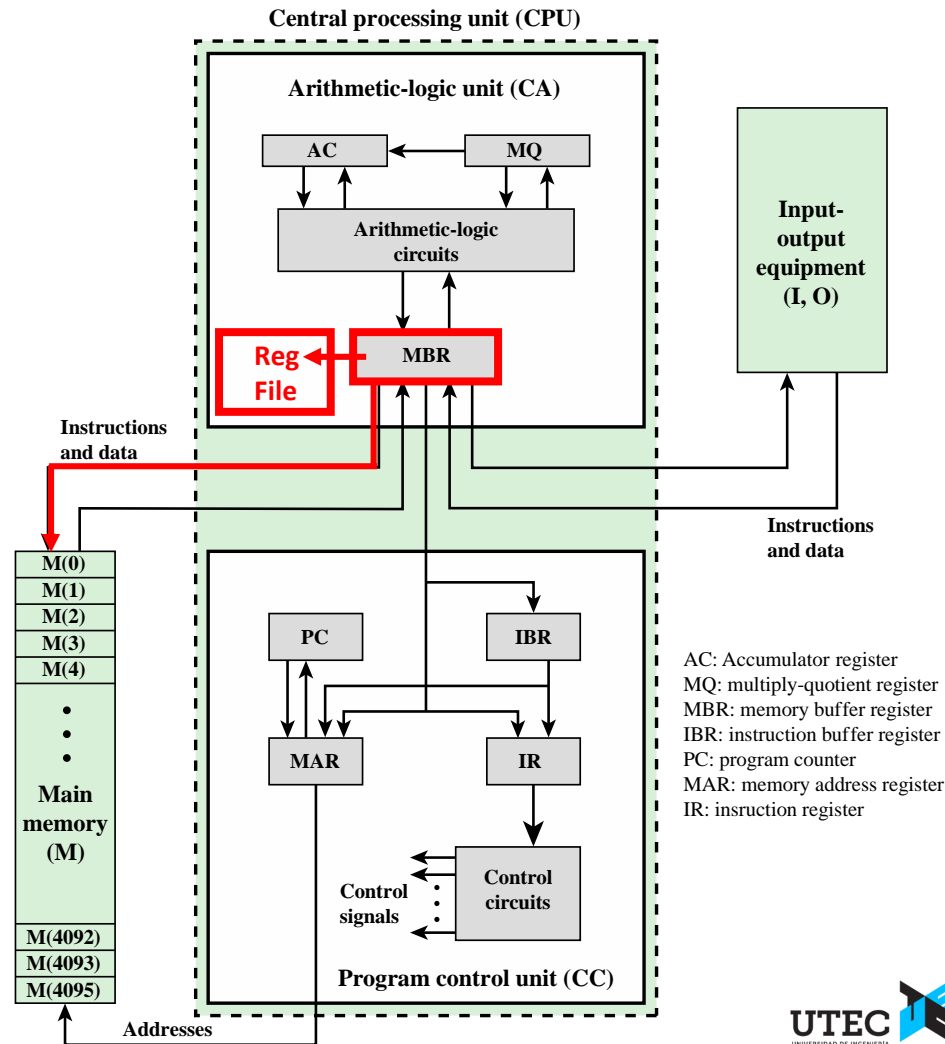 Central processing unit (CPU)
Arithmetic-logic unit (CA)
AC
MQ
Arithmetic-logic
circuits
Input-
output
equipment
(I, O)
Reg
File
MBR
Instructions
and data
Instructions
and data
M(0)
M(1)
M(2)
M(3)
M(4)
Main
memory
(M)
M(4092)
M(4093)
M(4095)
PC
IBR
MAR
IR
Control
signals
Control
circuits
Program control unit (CC)
Addresses
AC: Accumulator register
MQ: multiply-quotient register
MBR: memory buffer register
IBR: instruction buffer register
PC: program counter
MAR: memory address register
IR: insruction register
UTEC
UNIVERSIDAD DE INGENIERÍA